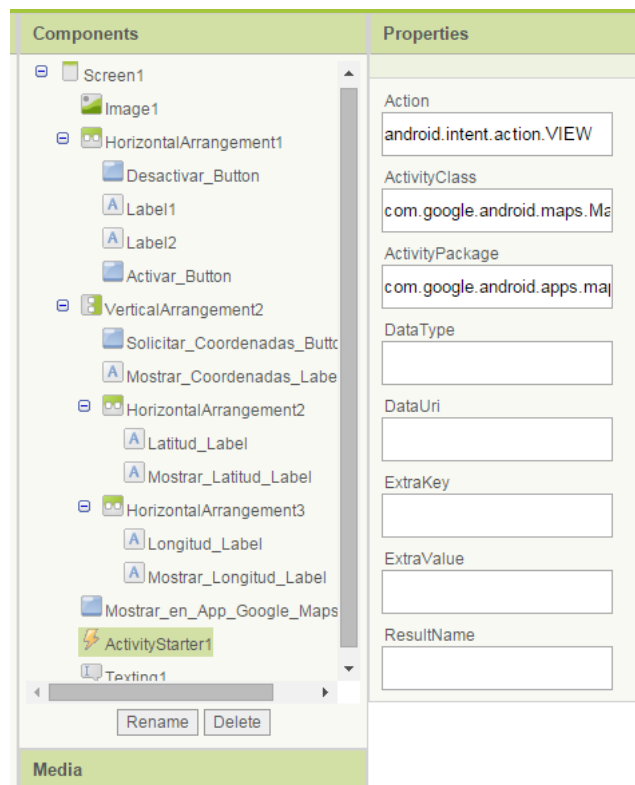 Components
Screen1
Image1
HorizontalArrangement1
Desactivar_Button
Label1
Label2
Activar_Button
VerticalArrangement2
Solicitar_Coordenadas_Butto
Mostrar_Coordenadas_Labe
HorizontalArrangement2
Latitud_Label
Mostrar_Latitud_Label
HorizontalArrangement3
Longitud_Label
Mostrar_Longitud_Label
Mostrar_en_App_Google_Maps
ActivityStarter1
Texting1
Rename Delete
Media
Properties
Action
android.intent.action.VIEW
ActivityClass
com.google.android.maps.Ma
ActivityPackage
com.google.android.apps.map
DataType
DataUri
ExtraKey
ExtraValue
ResultName